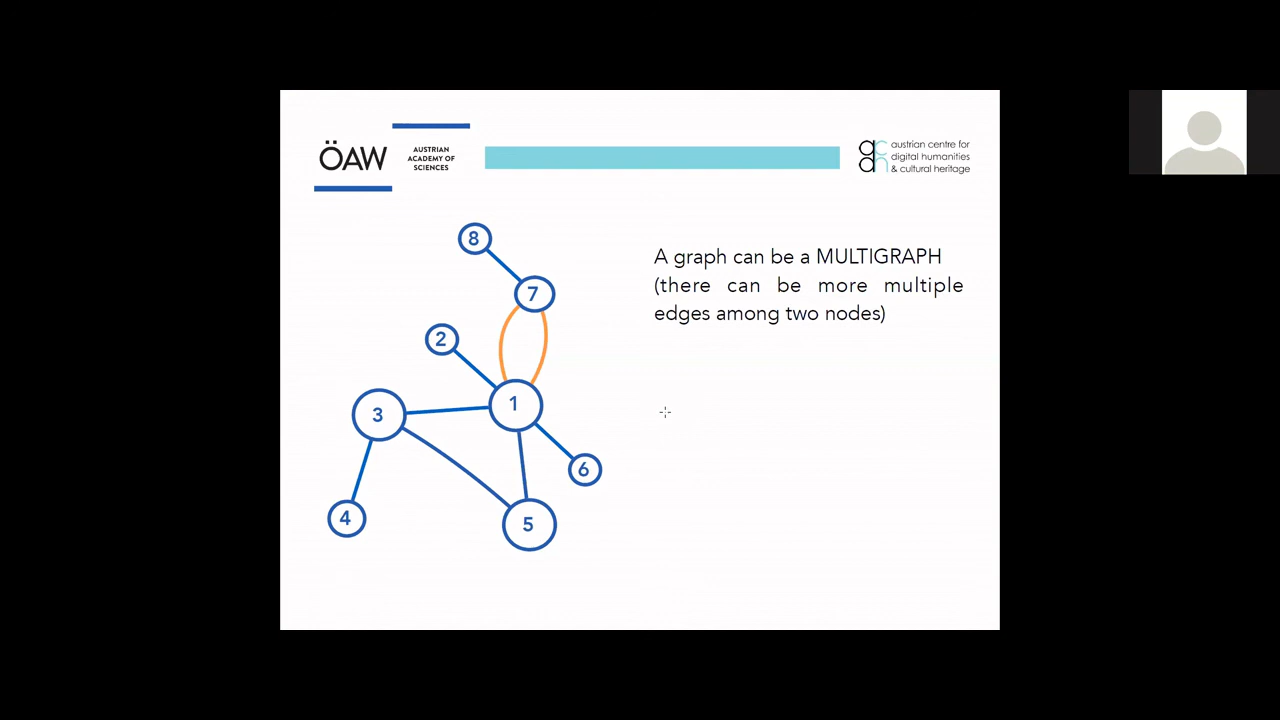 ÖAW
AUSTRIAN
ACADEMY OF
SCIENCES
austrian centre for
digital humanities
& cultural heritage
A graph can be a MULTIGRAPH
(there can be more multiple
edges among two nodes)
8
7
2
1
3
6
4
5